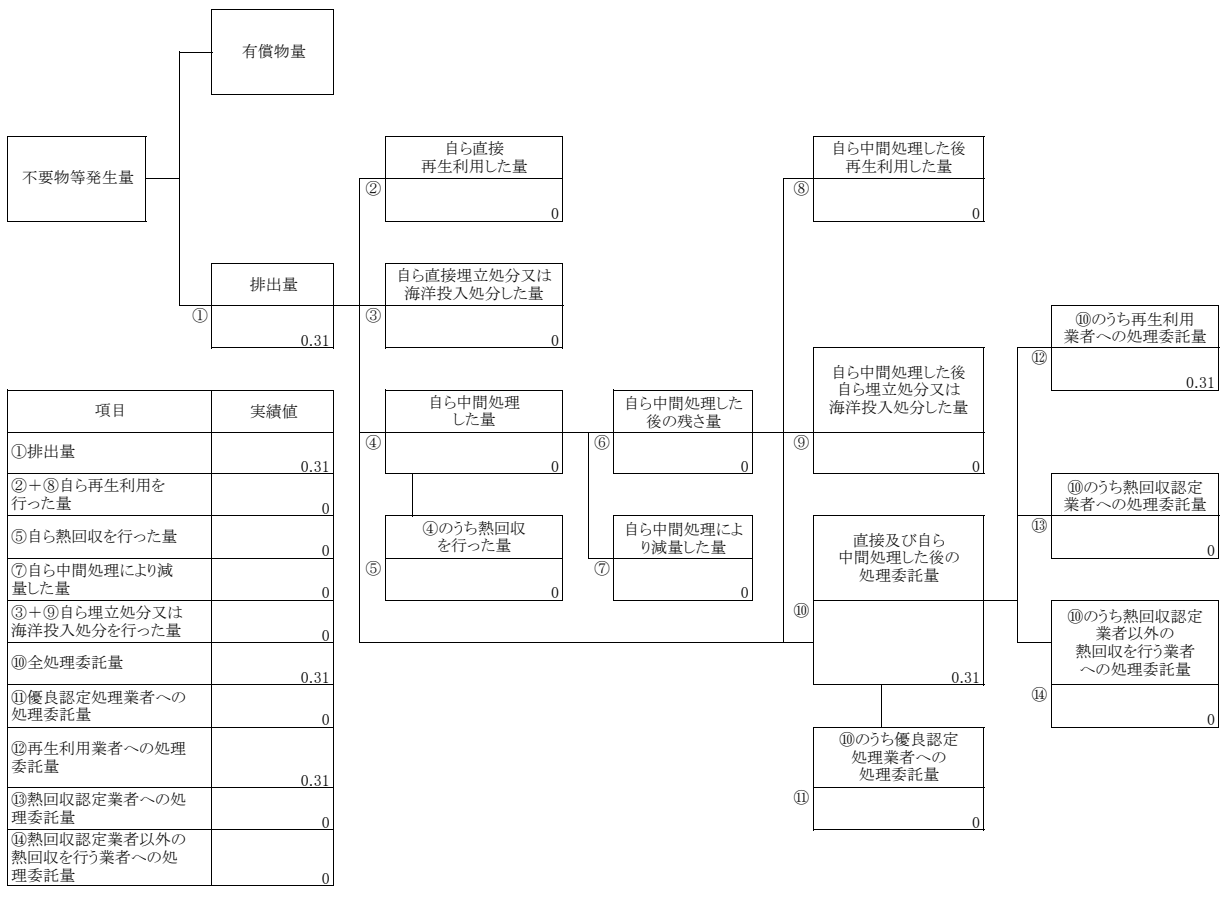 有償物量
不要物等発生量
排出量
①
0.31
自ら直接
再生利用した量
②
0
自ら直接埋立処分又は
海洋投入処分した量
③
0
自ら中間処理
した量
④
0
④のうち熱回収
を行った量
⑤
0
自ら中間処理した
後の残さ量
⑥
0
自ら中間処理によ
り減量した量
⑦
0
自ら中間処理した後
再生利用した量
⑧
0
自ら中間処理した後
自ら埋立処分又は
海洋投入処分した量
⑨
0
直接及び自ら
中間処理した後の
処理委託量
⑩
0.31
⑩のうち優良認定
処理業者への
処理委託量
⑪
0
⑩のうち再生利用
業者への処理委託量
⑫
0.31
⑩のうち熱回収認定
業者への処理委託量
⑬
0
⑩のうち熱回収認定
業者以外の
熱回収を行う業者
への処理委託量
⑭
0
項目 実績値
①排出量
0.31
②+⑧自ら再生利用を
行った量
0
⑤自ら熱回収を行った量
0
⑦自ら中間処理により減
量した量
0
③+⑨自ら埋立処分又は
海洋投入処分を行った量
0
⑩全処理委託量
0.31
⑪優良認定処理業者への
処理委託量
0
⑫再生利用業者への処理
委託量
0.31
⑬熱回収認定業者への処
理委託量
0
⑭熱回収認定業者以外の
熱回収を行う業者への処
理委託量
0